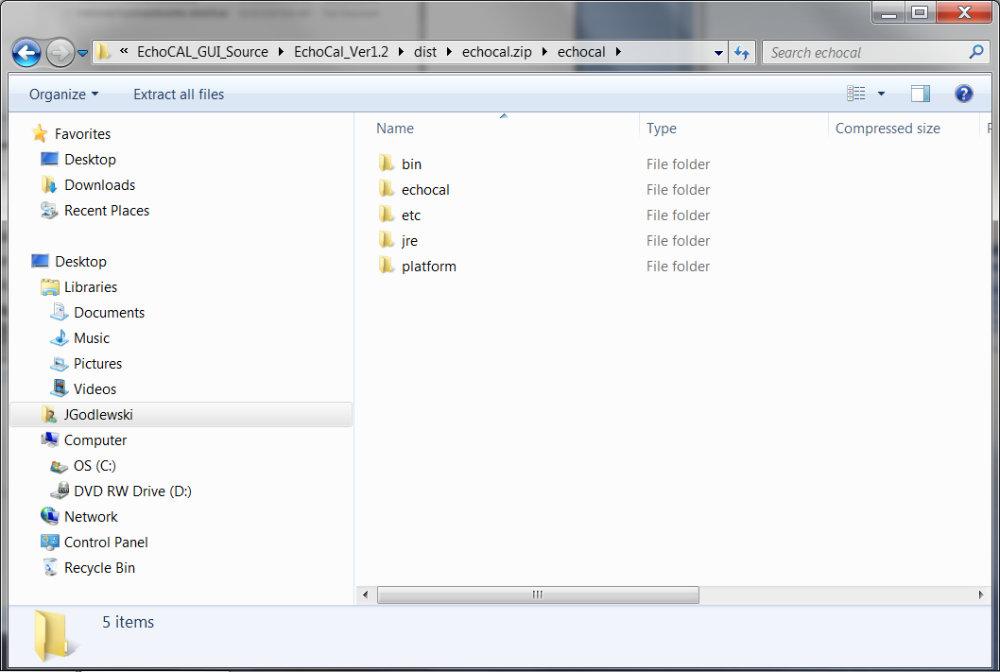 « EchoCAL_GUI_Source EchoCal_Ver1.2 dist echocal.zip echocal Search echocal
Organize Extract all files
Name Type Compressed size
Favorites
Desktop
Downloads
Recent Places
Desktop
Libraries
Documents
Music
Pictures
Videos
JGodlewski
Computer
OS (C:)
DVD RW Drive (D:)
Network
Control Panel
Recycle Bin
bin File folder
echocal File folder
etc File folder
jre File folder
platform File folder
5 items